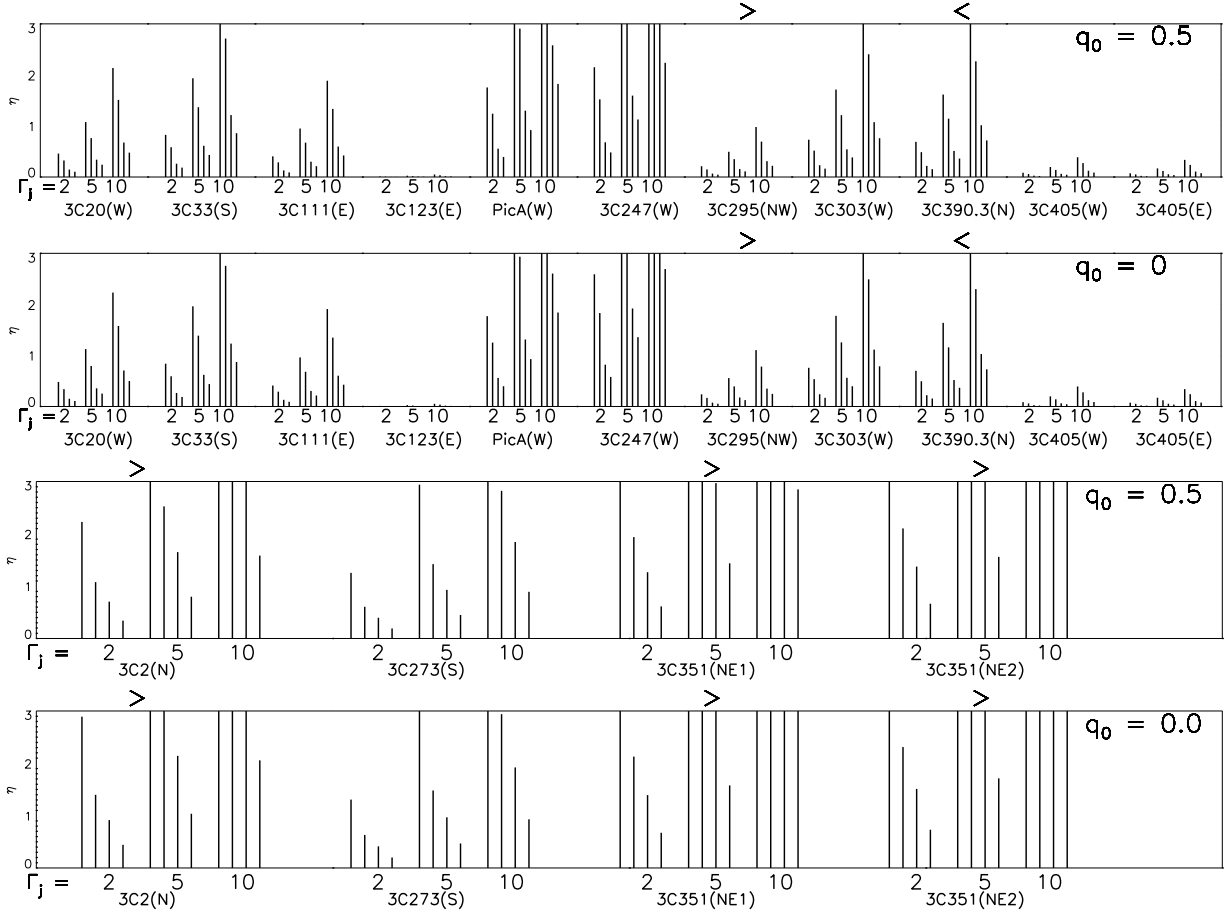 > <
3 q₀ = 0.5
2
η
1
0
Γj = 2 5 10 2 5 10 2 5 10 2 5 10 2 5 10 2 5 10 2 5 10 2 5 10 2 5 10 2 5 10 2 5 10
3C20(W) 3C33(S) 3C111(E) 3C123(E) PicA(W) 3C247(W) 3C295(NW) 3C303(W) 3C390.3(N) 3C405(W) 3C405(E)
> <
3 q₀ = 0
2
η
1
0
Γj = 2 5 10 2 5 10 2 5 10 2 5 10 2 5 10 2 5 10 2 5 10 2 5 10 2 5 10 2 5 10 2 5 10
3C20(W) 3C33(S) 3C111(E) 3C123(E) PicA(W) 3C247(W) 3C295(NW) 3C303(W) 3C390.3(N) 3C405(W) 3C405(E)
> > >
3 q₀ = 0.5
2
η
1
0
Γj = 2 5 10 2 5 10 2 5 10 2 5 10
3C2(N) 3C273(S) 3C351(NE1) 3C351(NE2)
> > >
3 q₀ = 0.0
2
η
1
0
Γj = 2 5 10 2 5 10 2 5 10 2 5 10
3C2(N) 3C273(S) 3C351(NE1) 3C351(NE2)